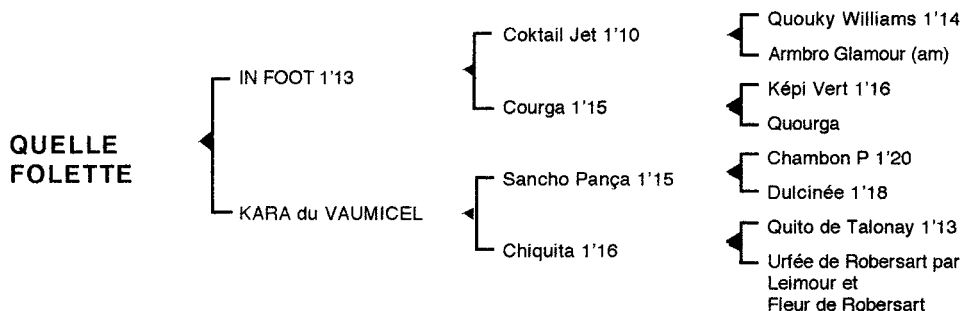 QUELLE
FOLETTE
IN FOOT 1'13
KARA du VAUMICEL
Coktail Jet 1'10
Courga 1'15
Sancho Pança 1'15
Chiquita 1'16
Quouky Williams 1'14
Armbro Glamour (am)
Képi Vert 1'16
Quourga
Chambon P 1'20
Dulcinée 1'18
Quito de Talonay 1'13
Urfée de Robersart par
Leimour et
Fleur de Robersart